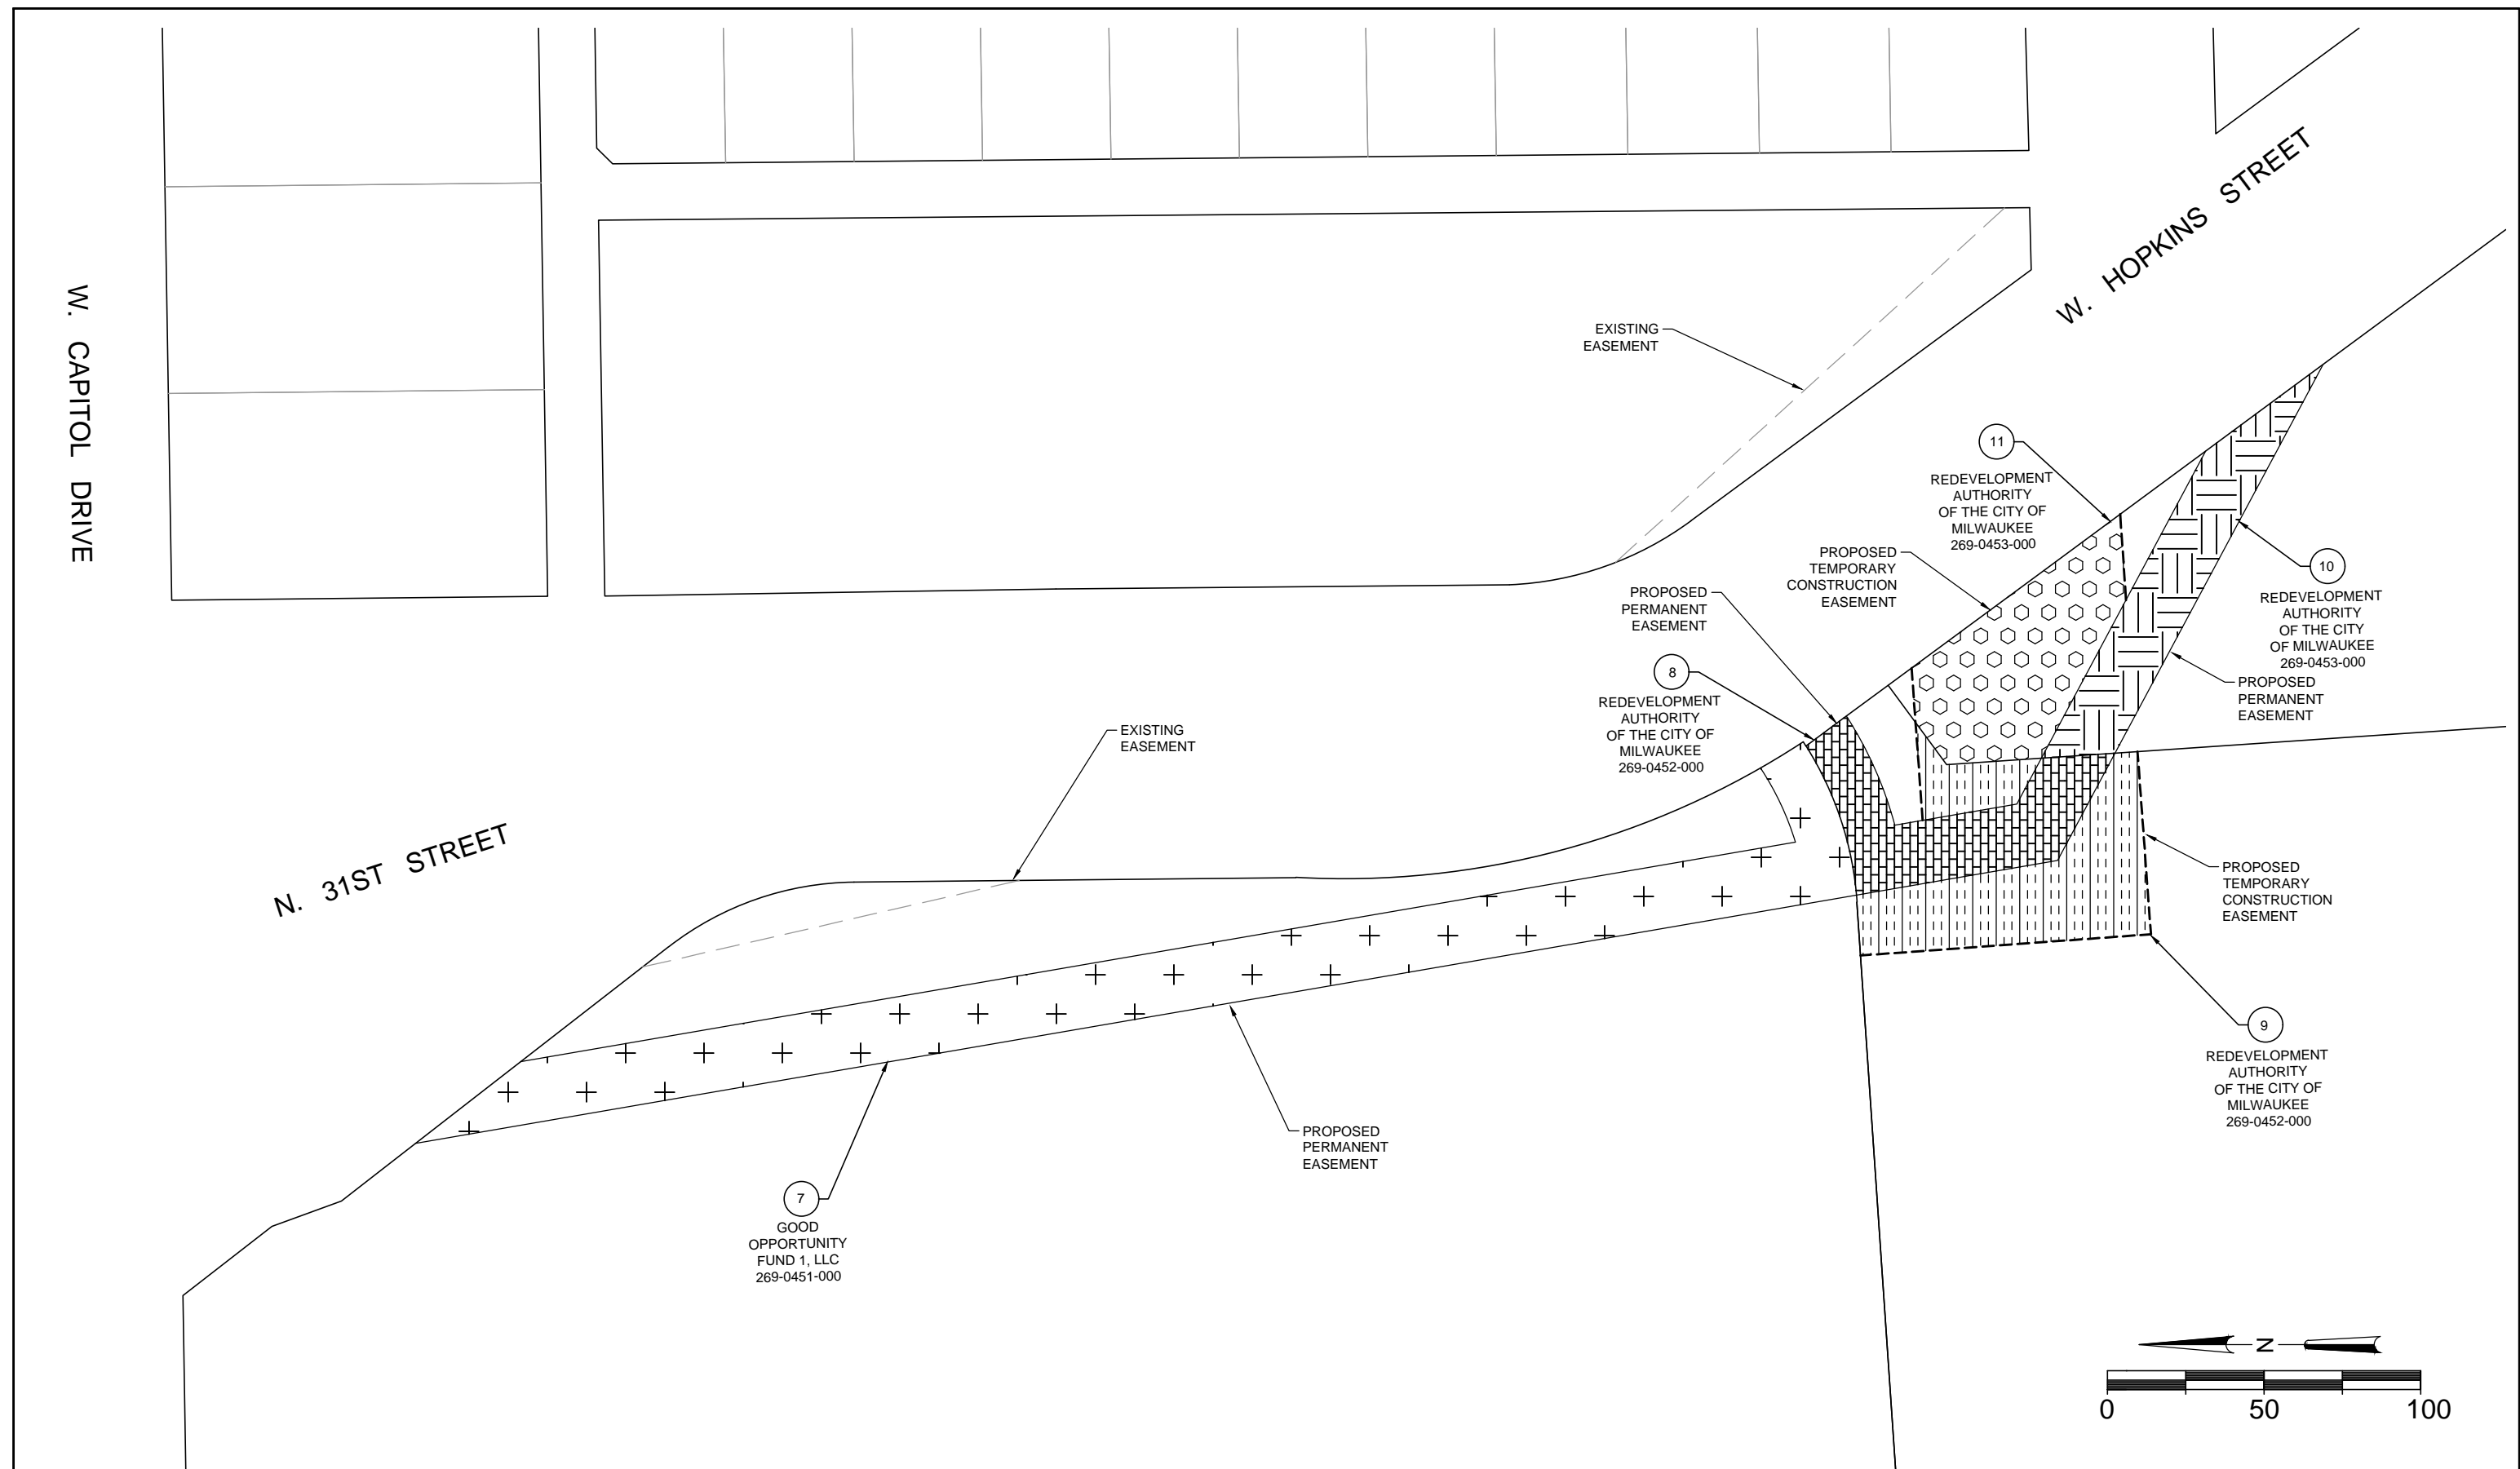 W. CAPITOL DRIVE
W. HOPKINS STREET
N. 31ST STREET
EXISTING
EASEMENT
11
REDEVELOPMENT
AUTHORITY
OF THE CITY OF
MILWAUKEE
269-0453-000
PROPOSED
TEMPORARY
CONSTRUCTION
EASEMENT
10
REDEVELOPMENT
AUTHORITY
OF THE CITY
OF MILWAUKEE
269-0453-000
PROPOSED
PERMANENT
EASEMENT
PROPOSED
PERMANENT
EASEMENT
8
REDEVELOPMENT
AUTHORITY
OF THE CITY OF
MILWAUKEE
269-0452-000
EXISTING
EASEMENT
PROPOSED
TEMPORARY
CONSTRUCTION
EASEMENT
9
REDEVELOPMENT
AUTHORITY
OF THE CITY OF
MILWAUKEE
269-0452-000
PROPOSED
PERMANENT
EASEMENT
7
GOOD
OPPORTUNITY
FUND 1, LLC
269-0451-000
N
0 50 100